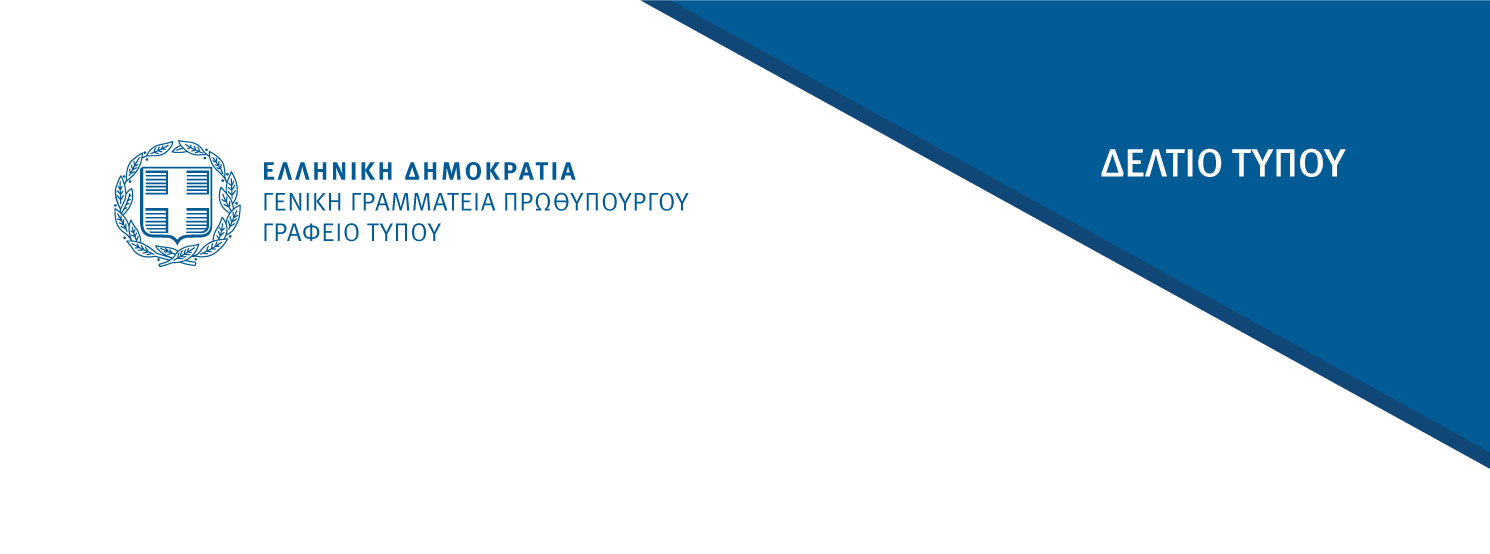 ΕΛΛΗΝΙΚΗ ΔΗΜΟΚΡΑΤΙΑ
ΓΕΝΙΚΗ ΓΡΑΜΜΑΤΕΙΑ ΠΡΩΘΥΠΟΥΡΓΟΥ
ΓΡΑΦΕΙΟ ΤΥΠΟΥ
ΔΕΛΤΙΟ ΤΥΠΟΥ